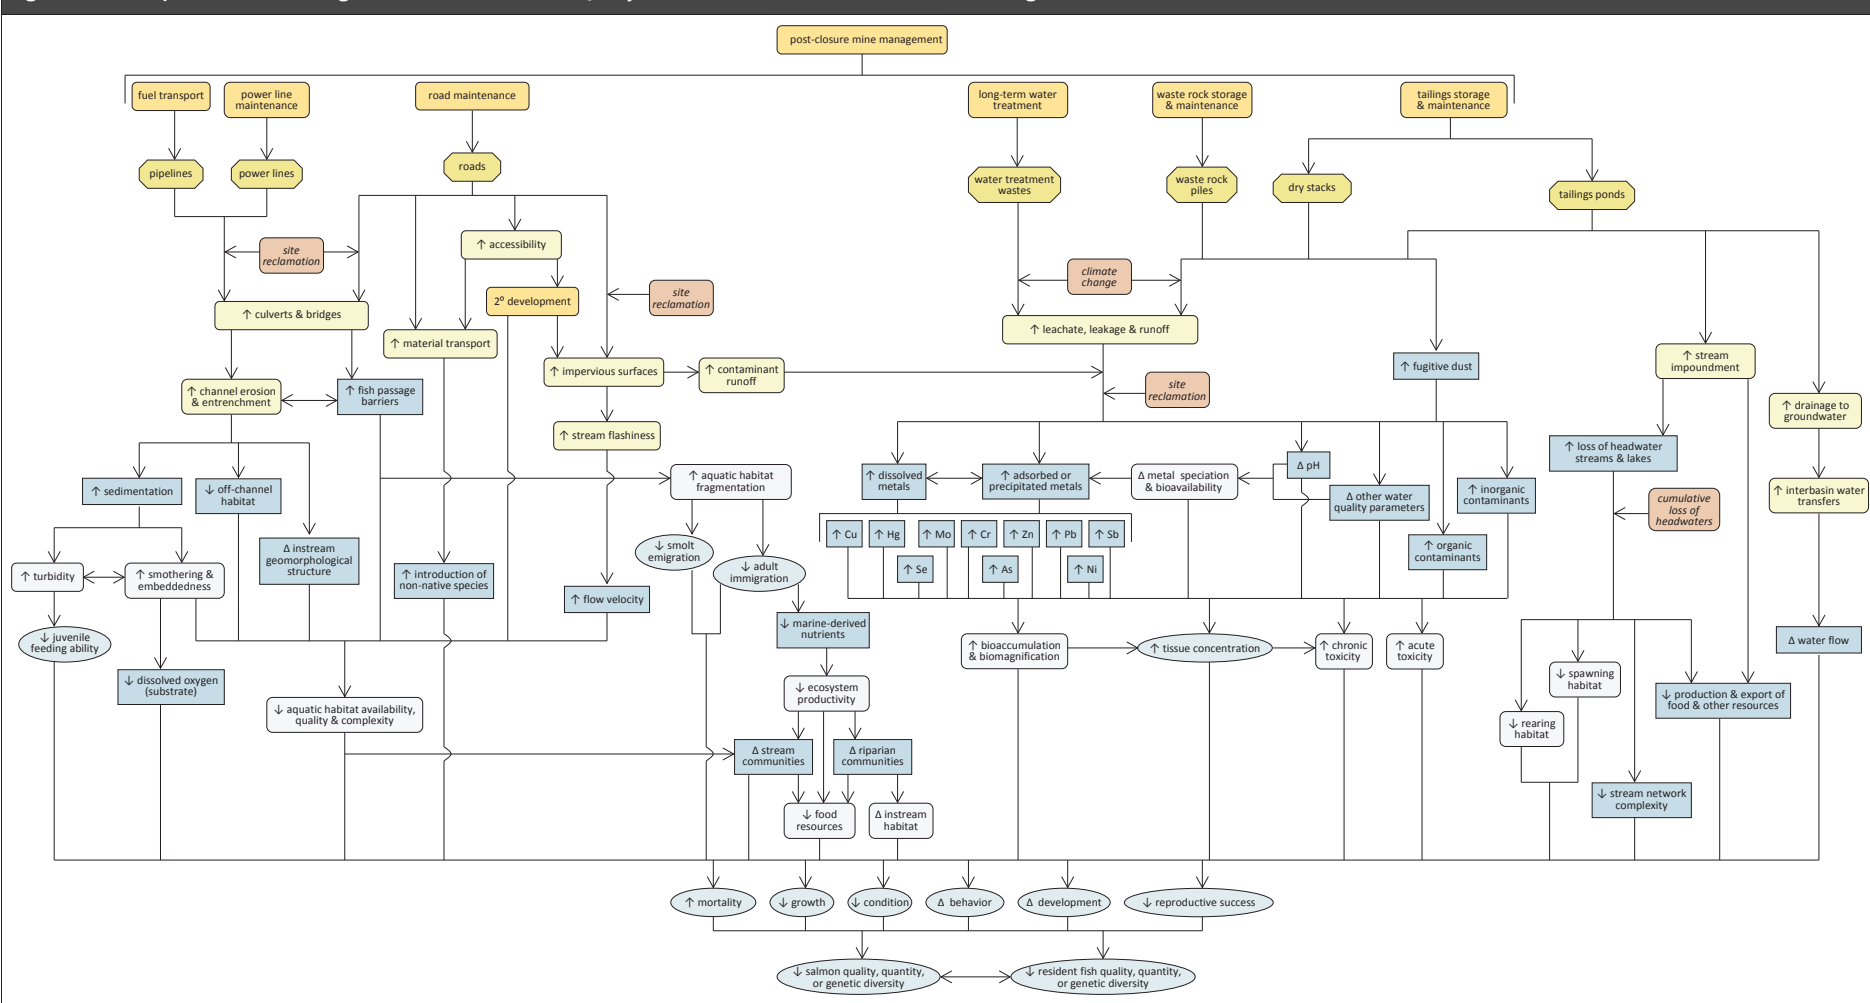 post-closure mine management
fuel transport
power line
maintenance
road maintenance
long-term water
treatment
waste rock storage
& maintenance
tailings storage
& maintenance
pipelines
power lines
roads
water treatment
wastes
waste rock
piles
dry stacks
tailings ponds
site
reclamation
↑ accessibility
2º development
site
reclamation
climate
change
↑ culverts & bridges
↑ material transport
↑ leachate, leakage & runoff
↑ impervious surfaces
↑ contaminant
runoff
↑ fugitive dust
↑ stream
impoundment
↑ channel erosion
& entrenchment
↑ fish passage
barriers
site
reclamation
↑ drainage to
groundwater
↑ stream flashiness
↑ loss of headwater
streams & lakes
↑ sedimentation
↓ off-channel
habitat
↑ aquatic habitat
fragmentation
↑ dissolved
metals
↑ adsorbed or
precipitated metals
Δ metal speciation
& bioavailability
Δ pH
Δ other water
quality parameters
↑ inorganic
contaminants
↑ interbasin water
transfers
cumulative
loss of
headwaters
↑ Cu
↑ Hg
↑ Mo
↑ Cr
↑ Zn
↑ Pb
↑ Sb
↑ Se
↑ As
↑ Ni
↑ organic
contaminants
Δ instream
geomorphological
structure
↓ smolt
emigration
↓ adult
immigration
↑ turbidity
↑ smothering &
embeddedness
↑ introduction of
non-native species
↑ flow velocity
↓ marine-derived
nutrients
↓ juvenile
feeding ability
↑ bioaccumulation
& biomagnification
↑ tissue concentration
↑ chronic
toxicity
↑ acute
toxicity
Δ water flow
↓ dissolved oxygen
(substrate)
↓ ecosystem
productivity
↓ spawning
habitat
↓ production & export of
food & other resources
↓ aquatic habitat availability,
quality & complexity
↓ rearing
habitat
Δ stream
communities
Δ riparian
communities
↓ stream network
complexity
↓ food
resources
Δ instream
habitat
↑ mortality
↓ growth
↓ condition
Δ behavior
Δ development
↓ reproductive success
↓ salmon quality, quantity,
or genetic diversity
↓ resident fish quality, quantity,
or genetic diversity